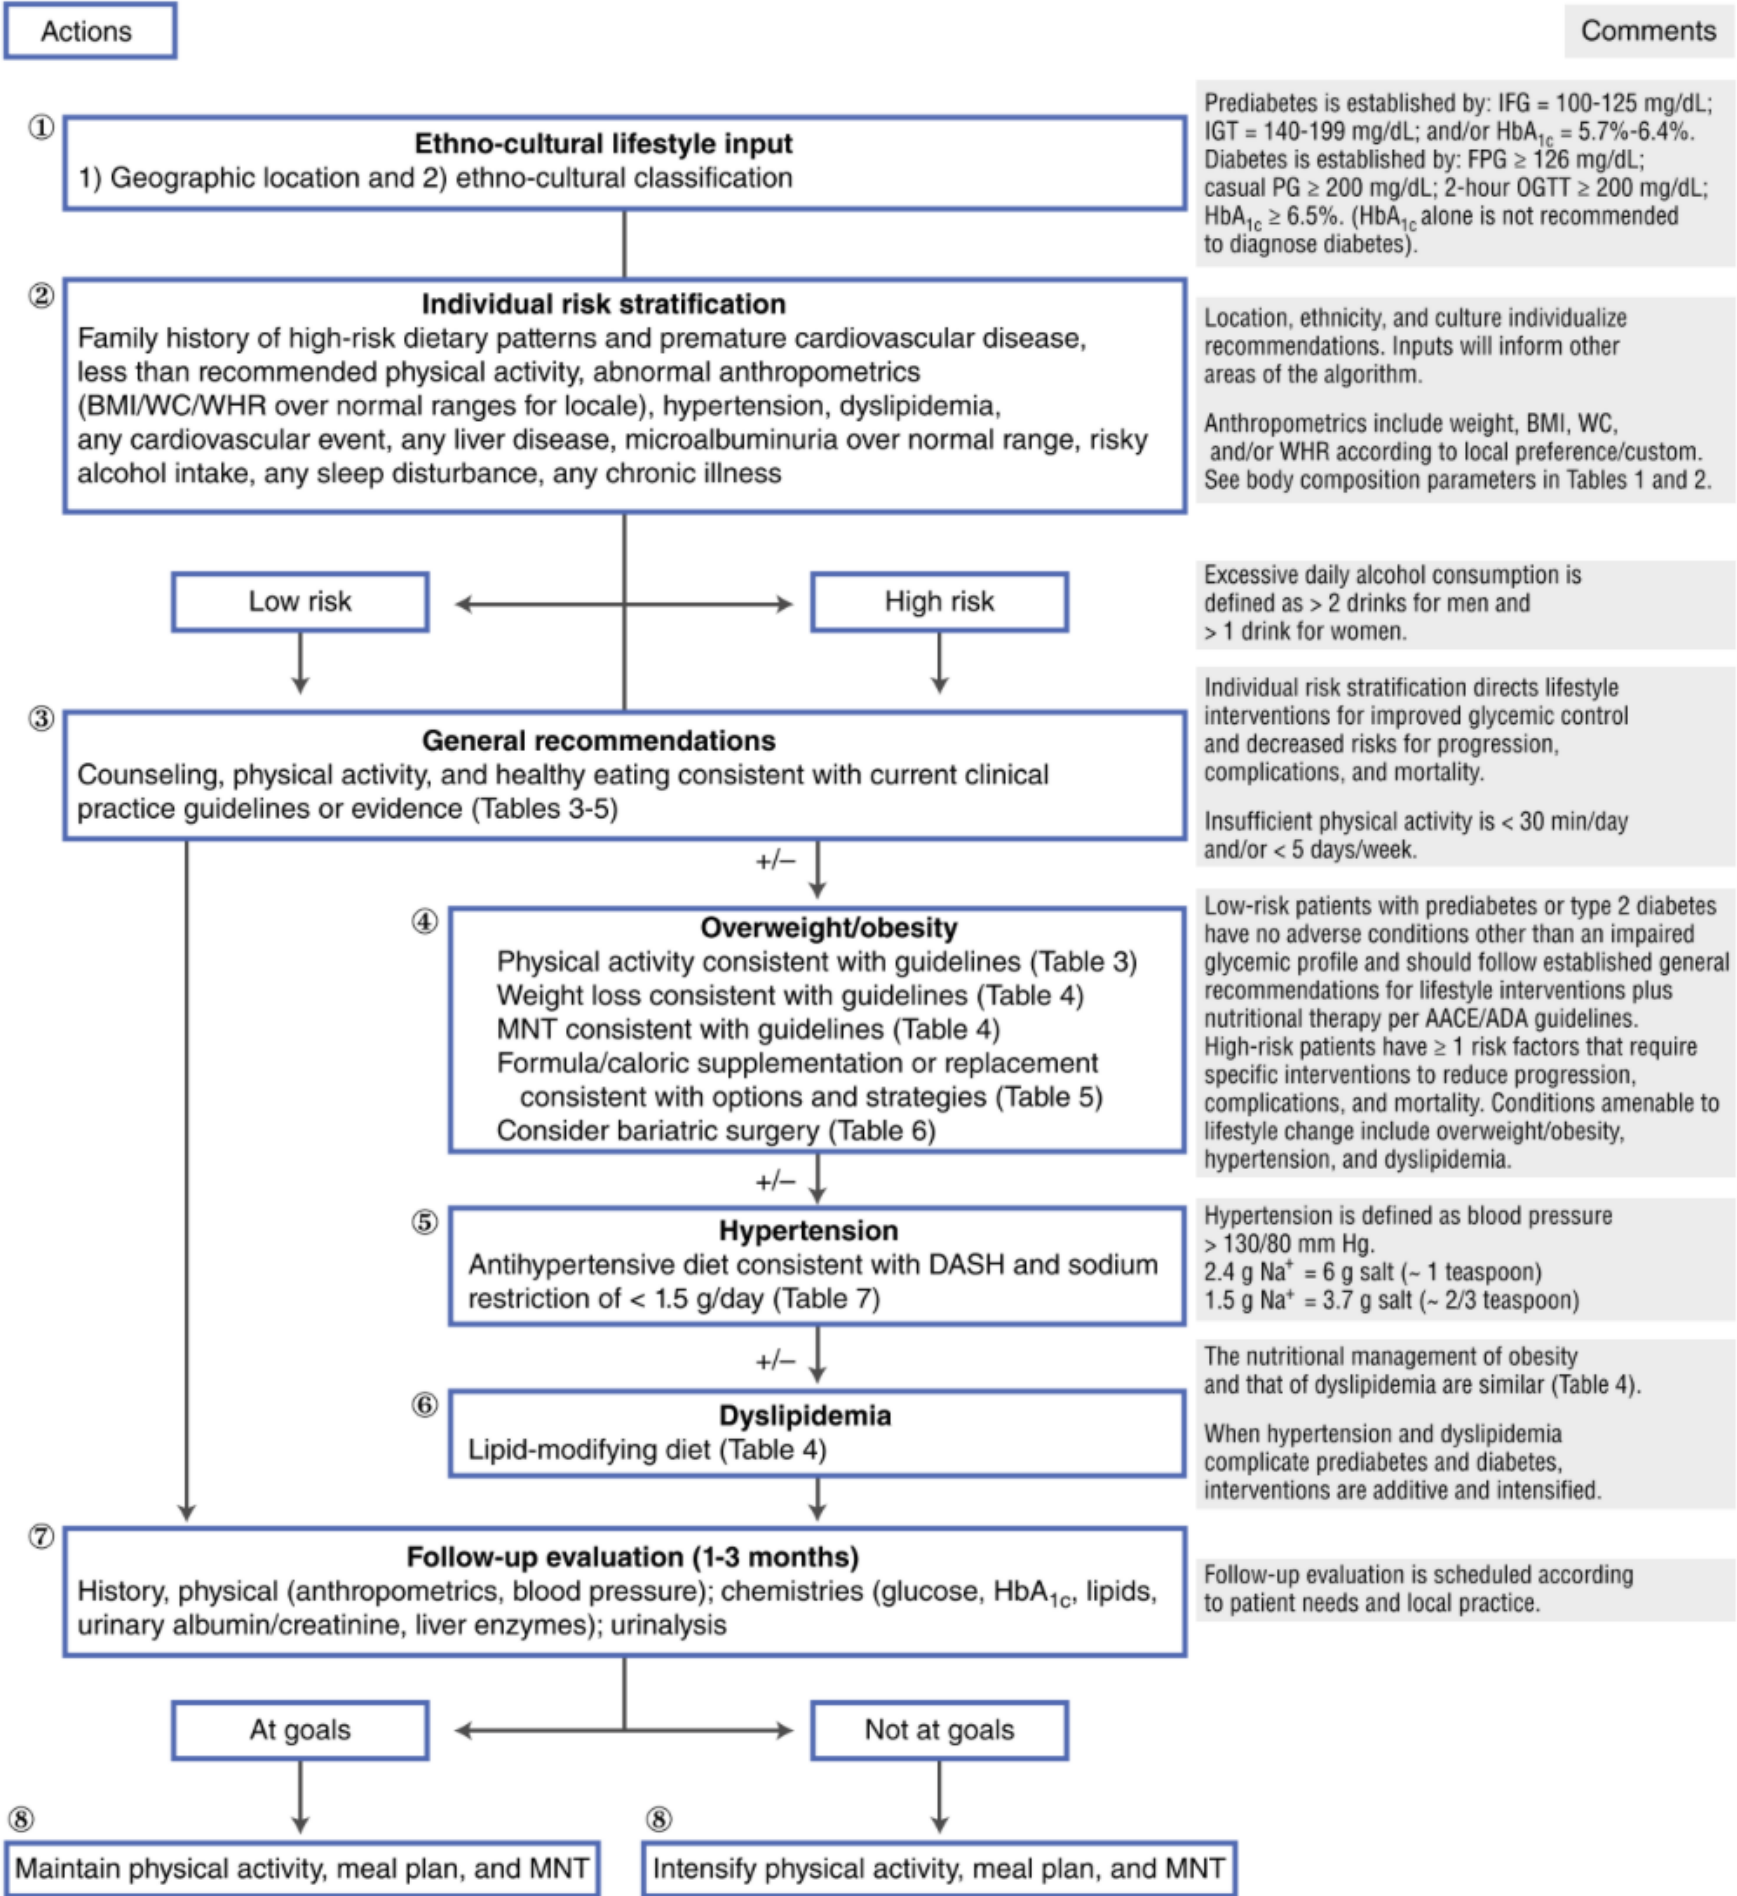 Actions
Comments
①
Ethno-cultural lifestyle input
1) Geographic location and 2) ethno-cultural classification
Prediabetes is established by: IFG = 100-125 mg/dL;
IGT = 140-199 mg/dL; and/or HbA1c = 5.7%-6.4%.
Diabetes is established by: FPG ≥ 126 mg/dL;
casual PG ≥ 200 mg/dL; 2-hour OGTT ≥ 200 mg/dL;
HbA1c ≥ 6.5%. (HbA1c alone is not recommended
to diagnose diabetes).
②
Individual risk stratification
Family history of high-risk dietary patterns and premature cardiovascular disease,
less than recommended physical activity, abnormal anthropometrics
(BMI/WC/WHR over normal ranges for locale), hypertension, dyslipidemia,
any cardiovascular event, any liver disease, microalbuminuria over normal range, risky
alcohol intake, any sleep disturbance, any chronic illness
Location, ethnicity, and culture individualize
recommendations. Inputs will inform other
areas of the algorithm.
Anthropometrics include weight, BMI, WC,
and/or WHR according to local preference/custom.
See body composition parameters in Tables 1 and 2.
Low risk
High risk
Excessive daily alcohol consumption is
defined as > 2 drinks for men and
> 1 drink for women.
③
General recommendations
Counseling, physical activity, and healthy eating consistent with current clinical
practice guidelines or evidence (Tables 3-5)
Individual risk stratification directs lifestyle
interventions for improved glycemic control
and decreased risks for progression,
complications, and mortality.
Insufficient physical activity is < 30 min/day
and/or < 5 days/week.
+/–
④
Overweight/obesity
Physical activity consistent with guidelines (Table 3)
Weight loss consistent with guidelines (Table 4)
MNT consistent with guidelines (Table 4)
Formula/caloric supplementation or replacement
consistent with options and strategies (Table 5)
Consider bariatric surgery (Table 6)
Low-risk patients with prediabetes or type 2 diabetes
have no adverse conditions other than an impaired
glycemic profile and should follow established general
recommendations for lifestyle interventions plus
nutritional therapy per AACE/ADA guidelines.
High-risk patients have ≥ 1 risk factors that require
specific interventions to reduce progression,
complications, and mortality. Conditions amenable to
lifestyle change include overweight/obesity,
hypertension, and dyslipidemia.
+/–
⑤
Hypertension
Antihypertensive diet consistent with DASH and sodium
restriction of < 1.5 g/day (Table 7)
Hypertension is defined as blood pressure
> 130/80 mm Hg.
2.4 g Na+ = 6 g salt (~ 1 teaspoon)
1.5 g Na+ = 3.7 g salt (~ 2/3 teaspoon)
+/–
⑥
Dyslipidemia
Lipid-modifying diet (Table 4)
The nutritional management of obesity
and that of dyslipidemia are similar (Table 4).
When hypertension and dyslipidemia
complicate prediabetes and diabetes,
interventions are additive and intensified.
⑦
Follow-up evaluation (1-3 months)
History, physical (anthropometrics, blood pressure); chemistries (glucose, HbA1c, lipids,
urinary albumin/creatinine, liver enzymes); urinalysis
Follow-up evaluation is scheduled according
to patient needs and local practice.
At goals
Not at goals
⑧
Maintain physical activity, meal plan, and MNT
⑧
Intensify physical activity, meal plan, and MNT